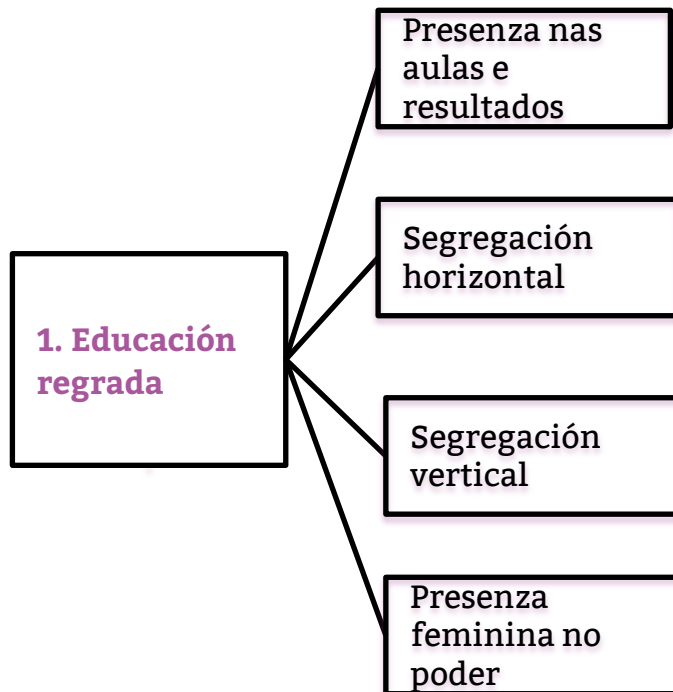 Presenza nas
aulas e
resultados
Segregación
horizontal
1. Educación
regrada
Segregación
vertical
Presenza
feminina no
poder